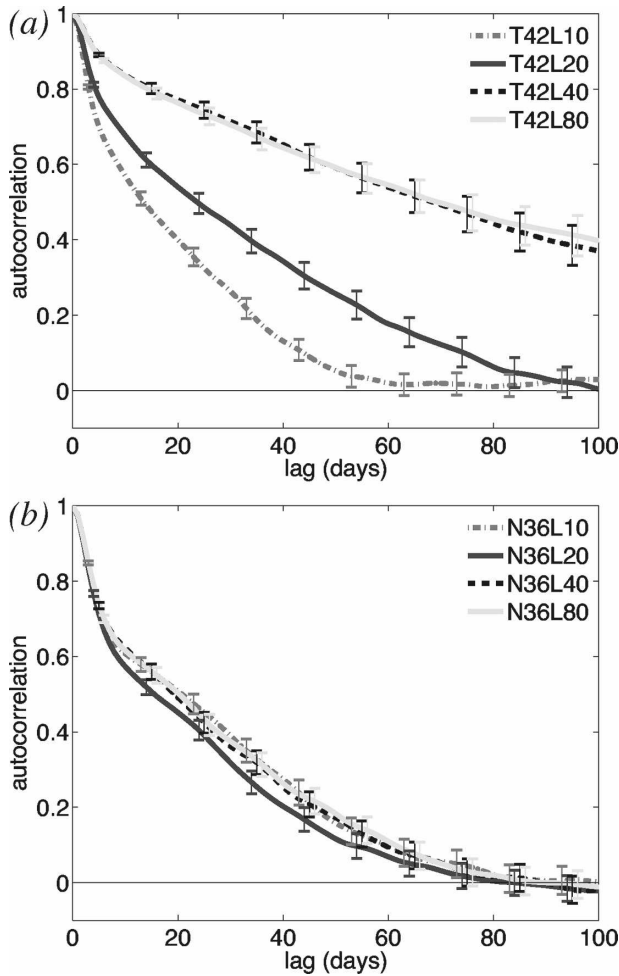 (a)
T42L10
T42L20
T42L40
T42L80
autocorrelation
1
0.8
0.6
0.4
0.2
0
0 20 40 60 80 100
lag (days)
(b)
N36L10
N36L20
N36L40
N36L80
autocorrelation
1
0.8
0.6
0.4
0.2
0
0 20 40 60 80 100
lag (days)